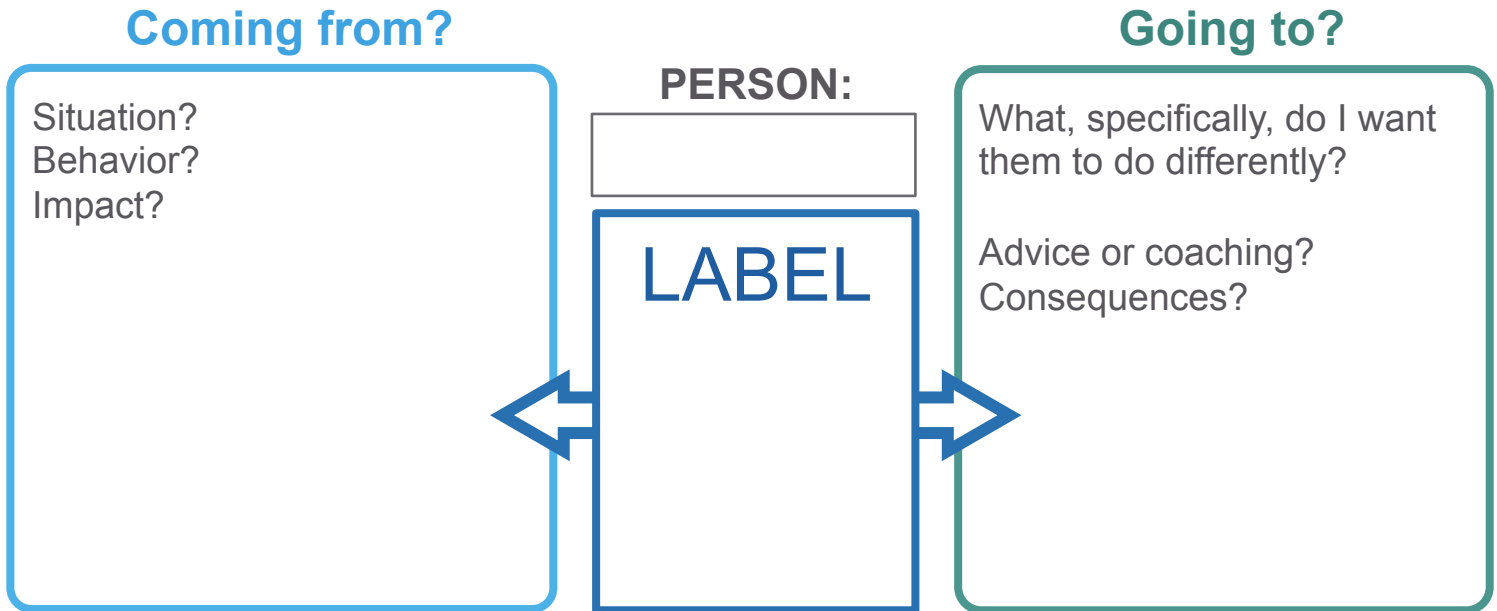 Coming from?
Situation?
Behavior?
Impact?
PERSON:
LABEL
Going to?
What, specifically, do I want
them to do differently?
Advice or coaching?
Consequences?